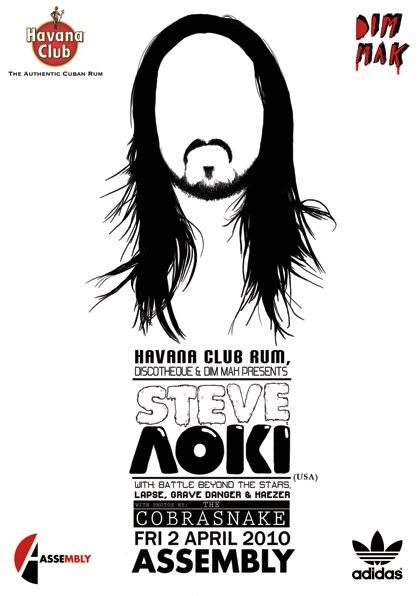 Havana
Club
THE AUTHENTIC CUBAN RUM
DIM
MAK
HAVANA CLUB RUM,
DISCOTHEQUE & DIM MAK PRESENTS
STEVE
AOKI
(USA)
WITH: BATTLE BEYOND THE STARS,
LAPSE, GRAVE DANGER & HAEZER
WITH PHOTOS BY: THE
COBRASNAKE
FRI 2 APRIL 2010
ASSEMBLY
ASSEMBLY
adidas